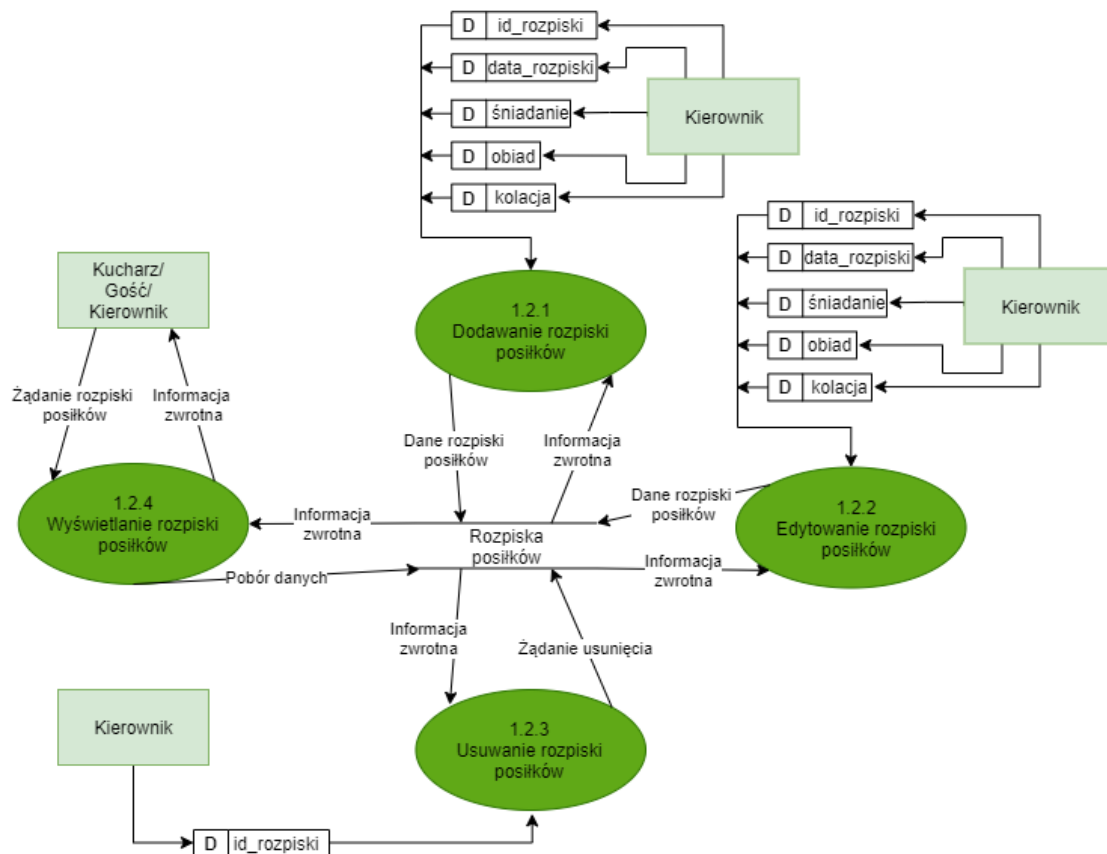 D id_rozpiski
D data_rozpiski
D śniadanie
D obiad
D kolacja
Kierownik
D id_rozpiski
D data_rozpiski
D śniadanie
D obiad
D kolacja
Kierownik
Kucharz/
Gość/
Kierownik
1.2.1
Dodawanie rozpiski
posiłków
Żądanie rozpiski
posiłków
Informacja
zwrotna
Dane rozpiski
posiłków
Informacja
zwrotna
1.2.4
Wyświetlanie rozpiski
posiłków
Informacja
zwrotna
Rozpiska
posiłków
Dane rozpiski
posiłków
1.2.2
Edytowanie rozpiski
posiłków
Pobór danych
Informacja
zwrotna
Informacja
zwrotna
Żądanie usunięcia
Kierownik
1.2.3
Usuwanie rozpiski
posiłków
D id_rozpiski